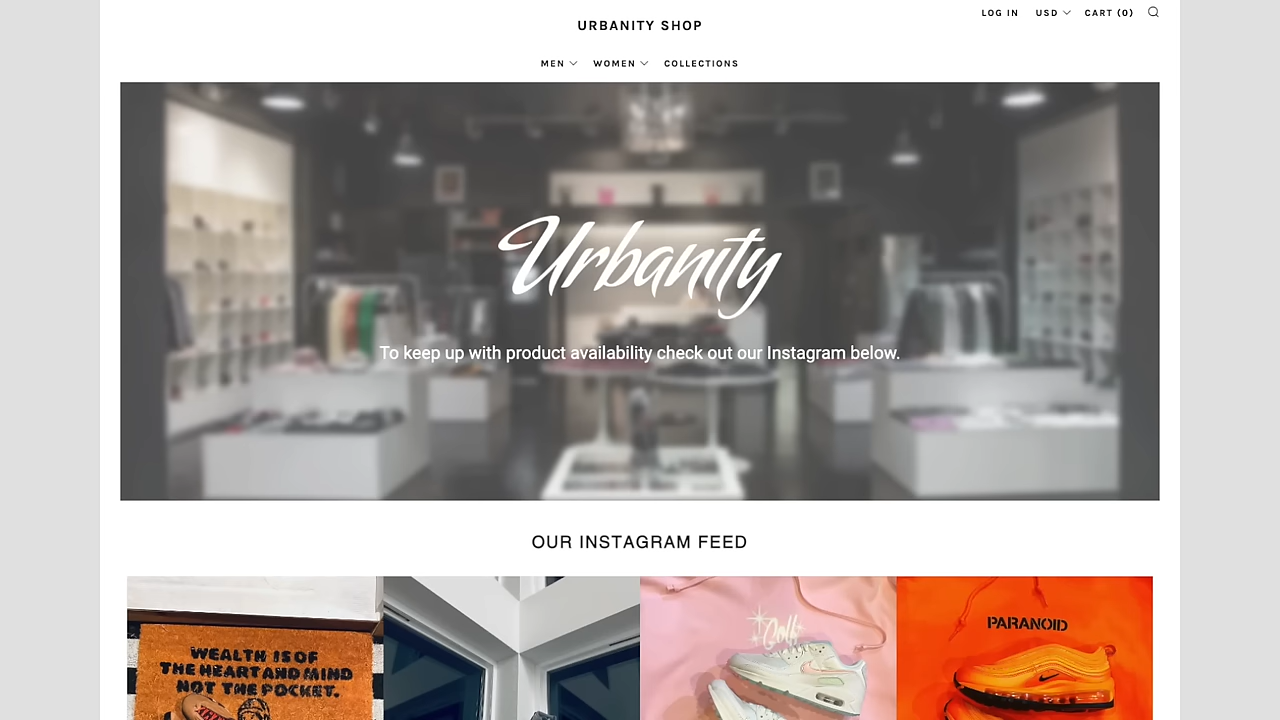 LOG IN USD CART (0)
URBANITY SHOP
MEN WOMEN COLLECTIONS
Urbanity
To keep up with product availability check out our Instagram below.
OUR INSTAGRAM FEED
WEALTH IS OF
THE HEART AND MIND
NOT THE POCKET.
Golf
PARANOID